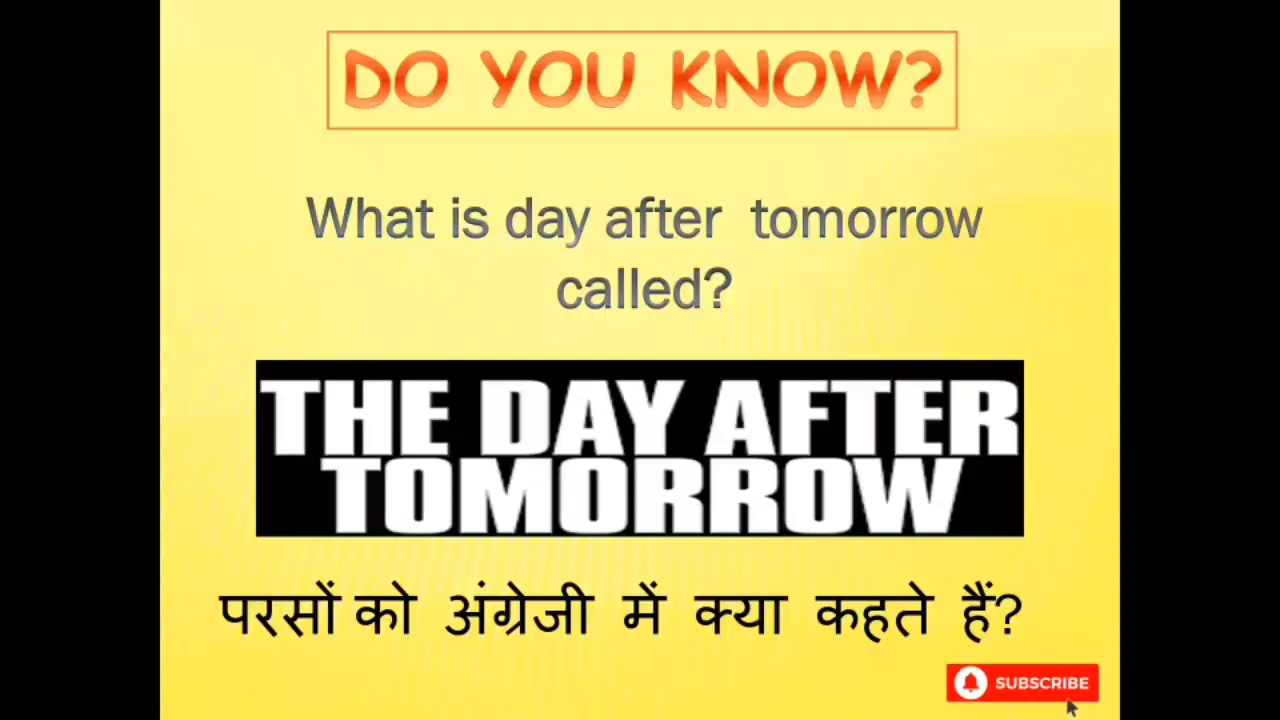 DO YOU KNOW?
What is day after tomorrow
called?
THE DAY AFTER
TOMORROW
परसों को अंग्रेजी में क्या कहते हैं?
SUBSCRIBE